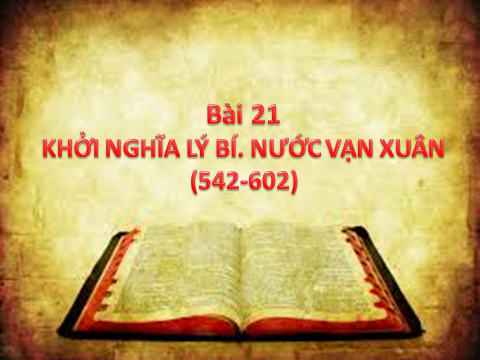 Bài 21
KHỞI NGHĨA LÝ BÍ. NƯỚC VẠN XUÂN
(542-602)